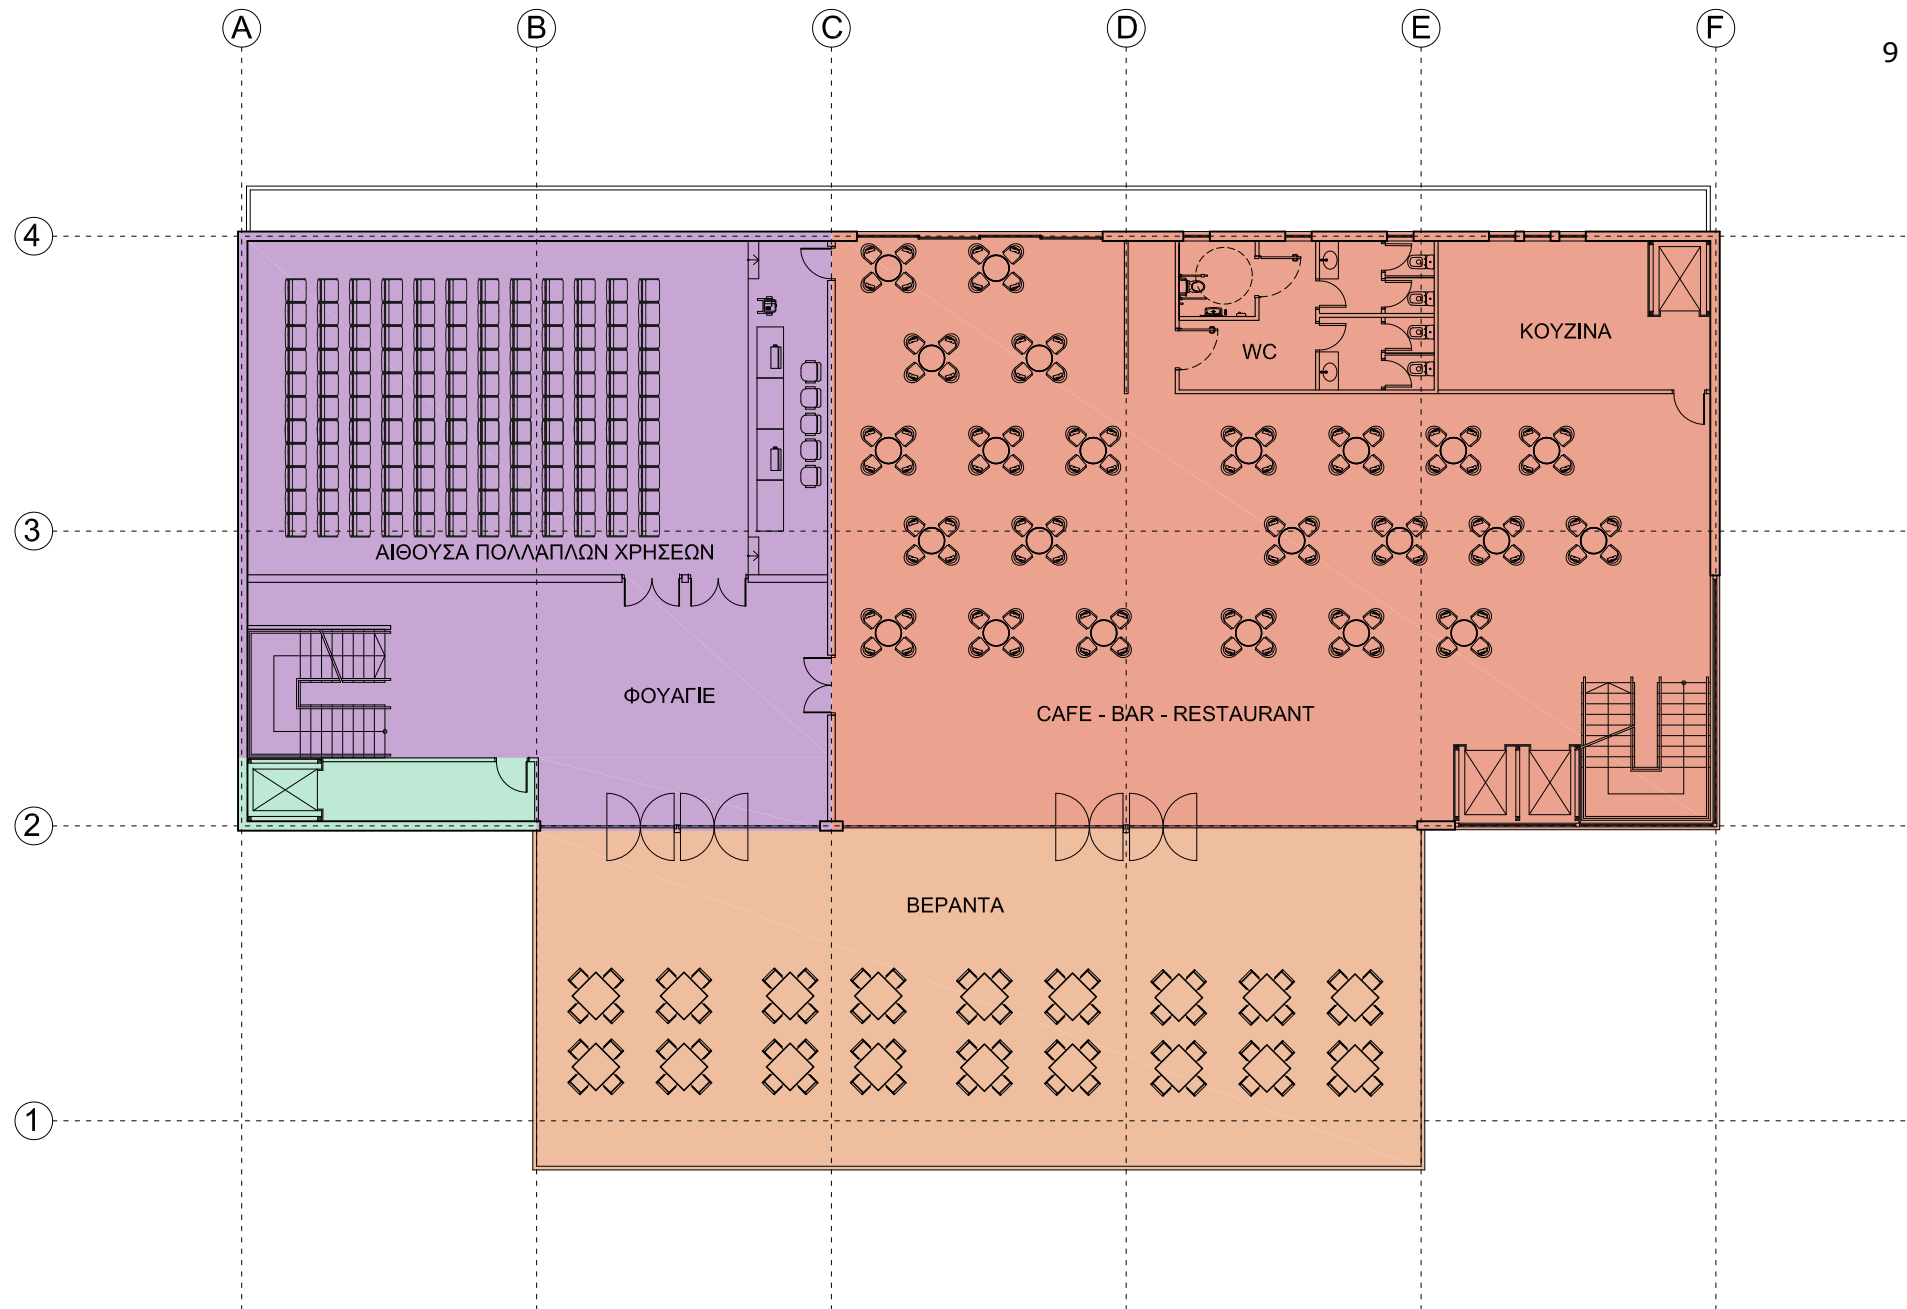 A B C D E F
9
4
ΚΟΥΖΙΝΑ
WC
3
ΑΙΘΟΥΣΑ ΠΟΛΛΑΠΛΩΝ ΧΡΗΣΕΩΝ
ΦΟΥΑΓΙΕ
CAFE - BAR - RESTAURANT
2
ΒΕΡΑΝΤΑ
1